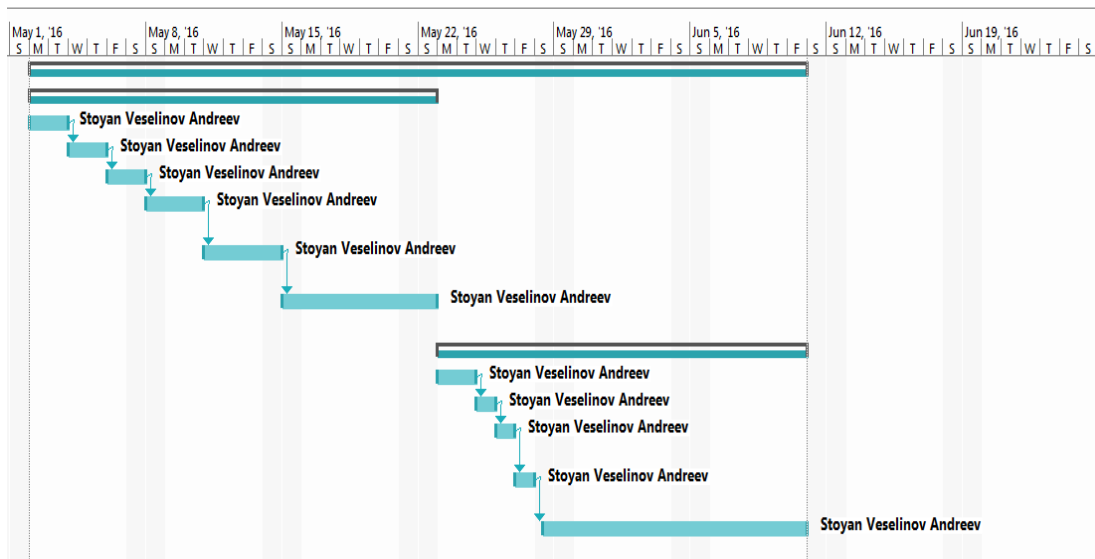 May 1, '16 May 8, '16 May 15, '16 May 22, '16 May 29, '16 Jun 5, '16 Jun 12, '16 Jun 19, '16
S M T W T F S S M T W T F S S M T W T F S S M T W T F S S M T W T F S S M T W T F S S M T W T F S S M T W T F S
Stoyan Veselinov Andreev
Stoyan Veselinov Andreev
Stoyan Veselinov Andreev
Stoyan Veselinov Andreev
Stoyan Veselinov Andreev
Stoyan Veselinov Andreev
Stoyan Veselinov Andreev
Stoyan Veselinov Andreev
Stoyan Veselinov Andreev
Stoyan Veselinov Andreev
Stoyan Veselinov Andreev